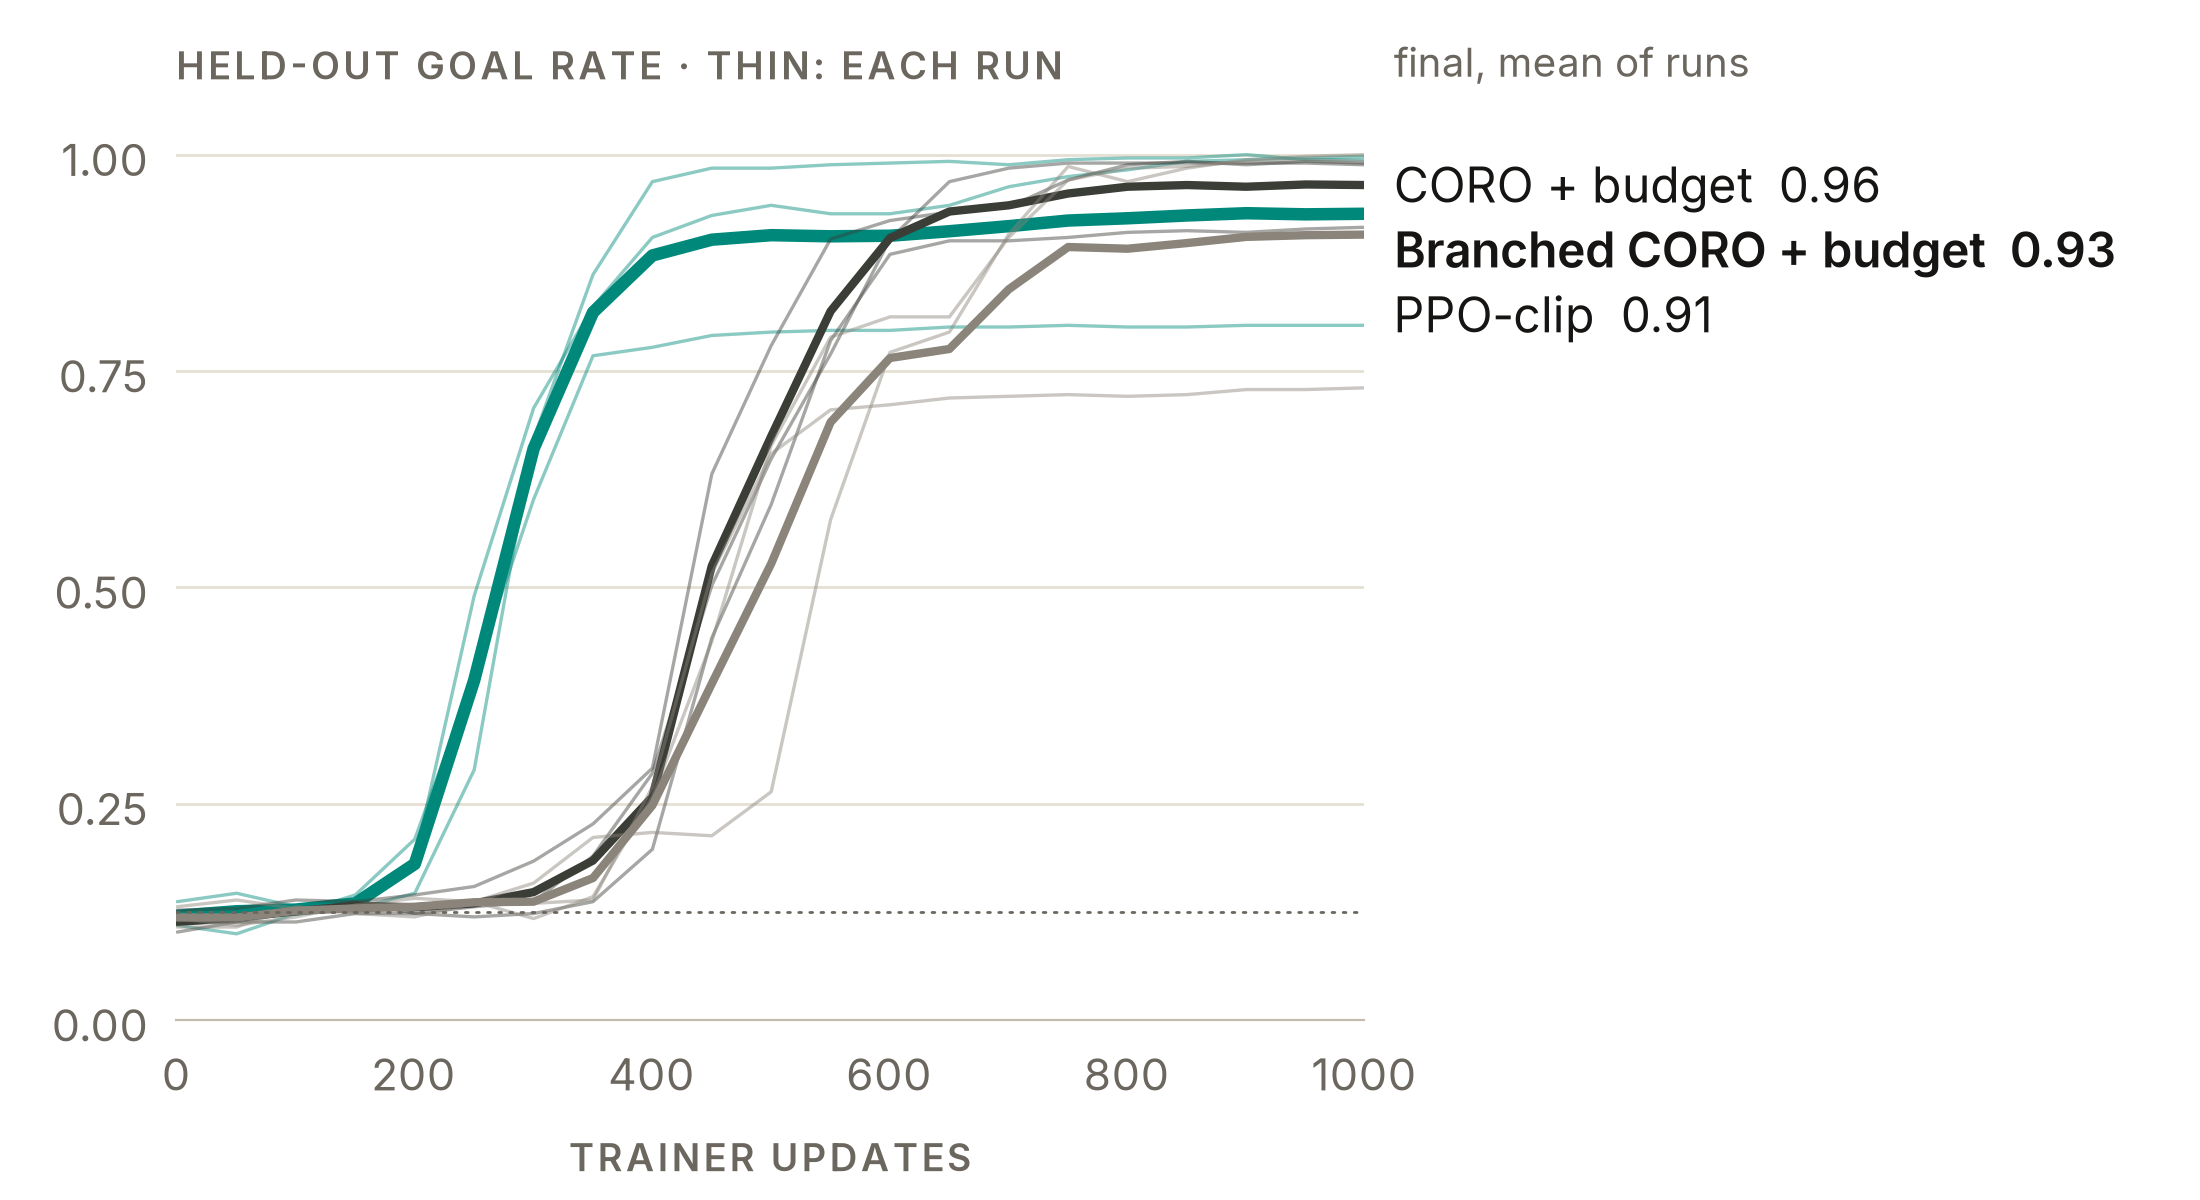 HELD-OUT GOAL RATE · THIN: EACH RUN
final, mean of runs
1.00
CORO + budget 0.96
Branched CORO + budget 0.93
PPO-clip 0.91
0.75
0.50
0.25
0.00
0 200 400 600 800 1000
TRAINER UPDATES